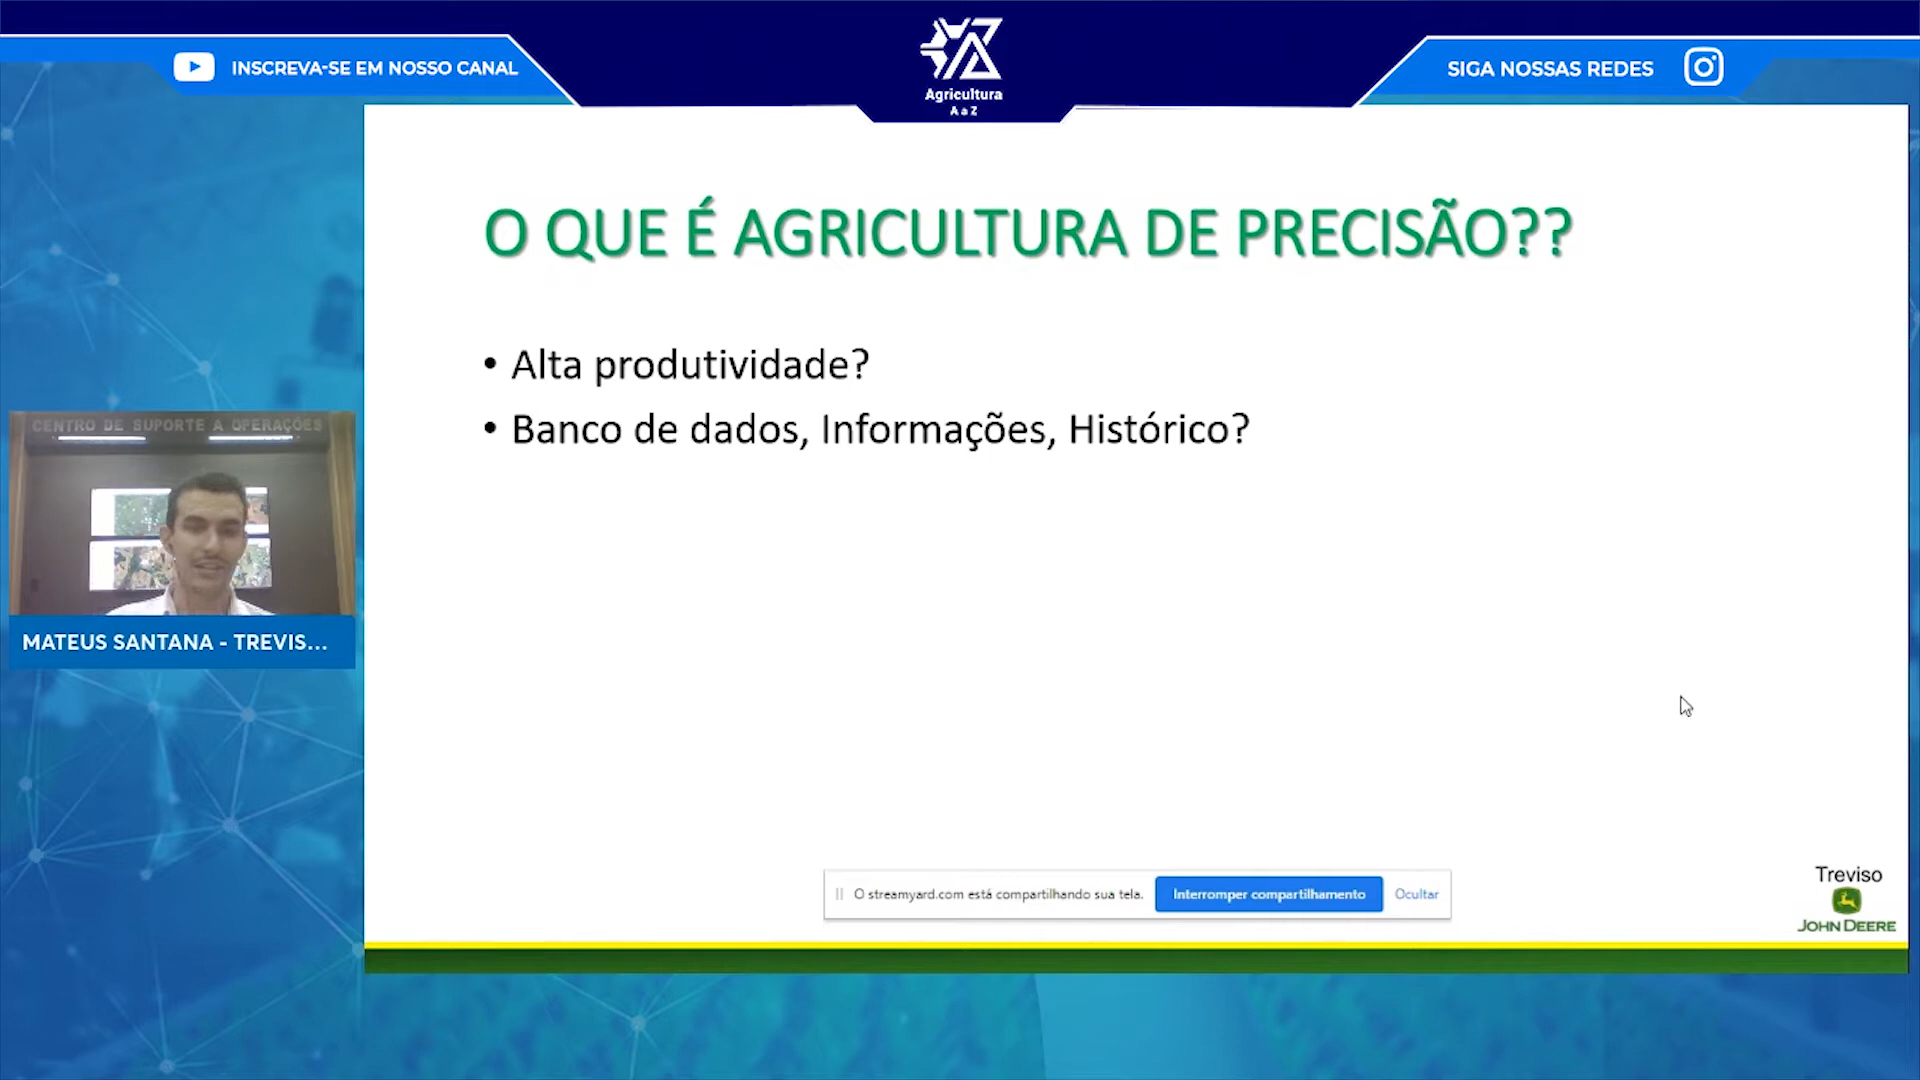 INSCREVA-SE EM NOSSO CANAL
Agricultura
A a Z
SIGA NOSSAS REDES
O QUE É AGRICULTURA DE PRECISÃO??
• Alta produtividade?
• Banco de dados, Informações, Histórico?
CENTRO DE SUPORTE A OPERAÇÕES
MATEUS SANTANA - TREVIS...
O streamyard.com está compartilhando sua tela.
Interromper compartilhamento
Ocultar
Treviso
JOHN DEERE